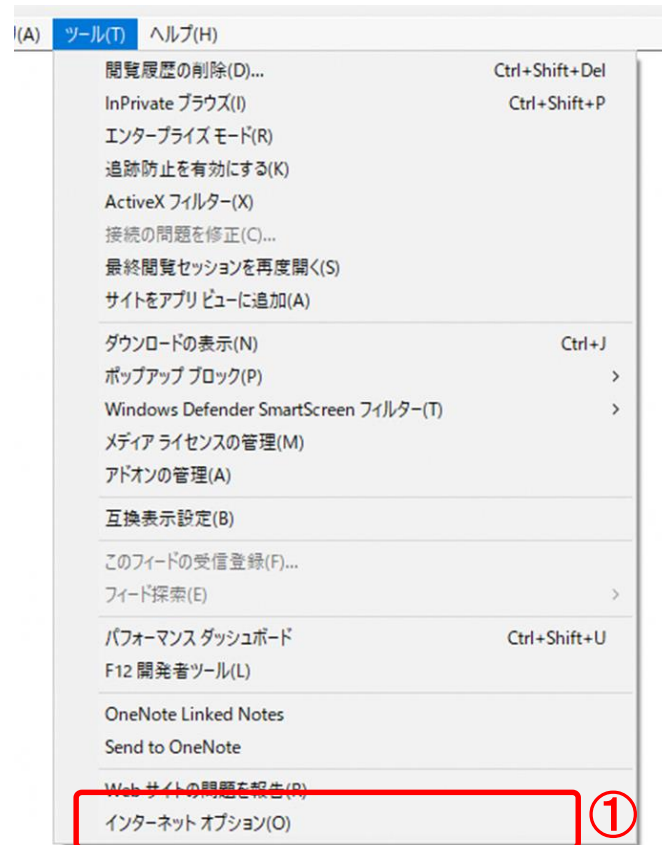 (A) ツール(T) ヘルプ(H)
閲覧履歴の削除(D)... Ctrl+Shift+Del
InPrivate ブラウズ(I) Ctrl+Shift+P
エンタープライズ モード(R)
追跡防止を有効にする(K)
ActiveX フィルター(X)
接続の問題を修正(C)...
最終閲覧セッションを再度開く(S)
サイトをアプリ ビューに追加(A)
ダウンロードの表示(N) Ctrl+J
ポップアップ ブロック(P)
Windows Defender SmartScreen フィルター(T)
メディア ライセンスの管理(M)
アドオンの管理(A)
互換表示設定(B)
このフィードの受信登録(F)...
フィード探索(E)
パフォーマンス ダッシュボード Ctrl+Shift+U
F12 開発者ツール(L)
OneNote Linked Notes
Send to OneNote
Web サイトの問題を報告(R)
インターネット オプション(O) ①